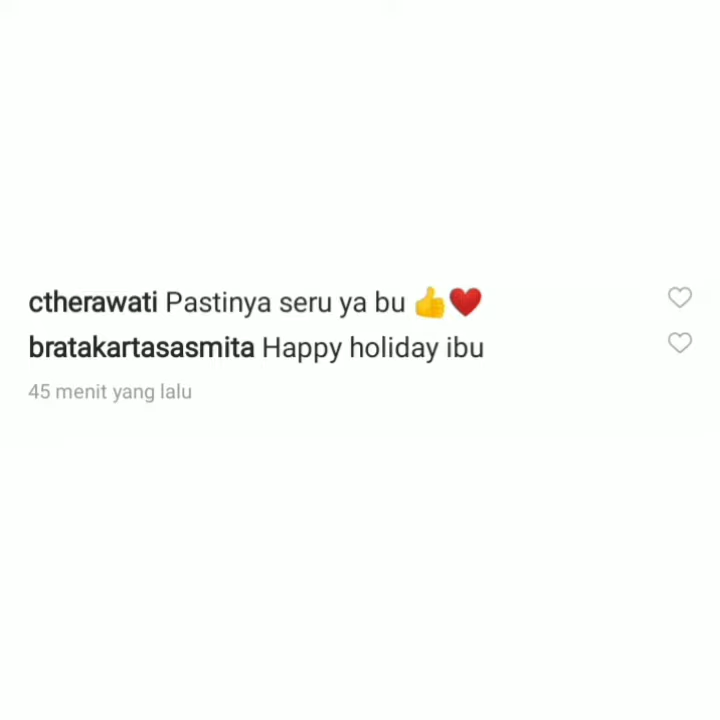 ctherawati Pastinya seru ya bu 👍❤️
bratakartasasmita Happy holiday ibu
45 menit yang lalu